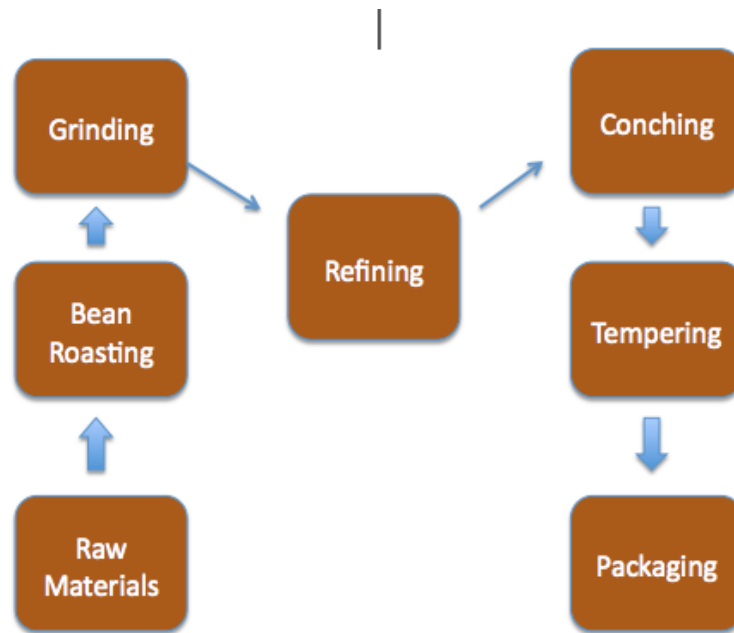 Grinding
Conching
Refining
Bean
Roasting
Tempering
Raw
Materials
Packaging